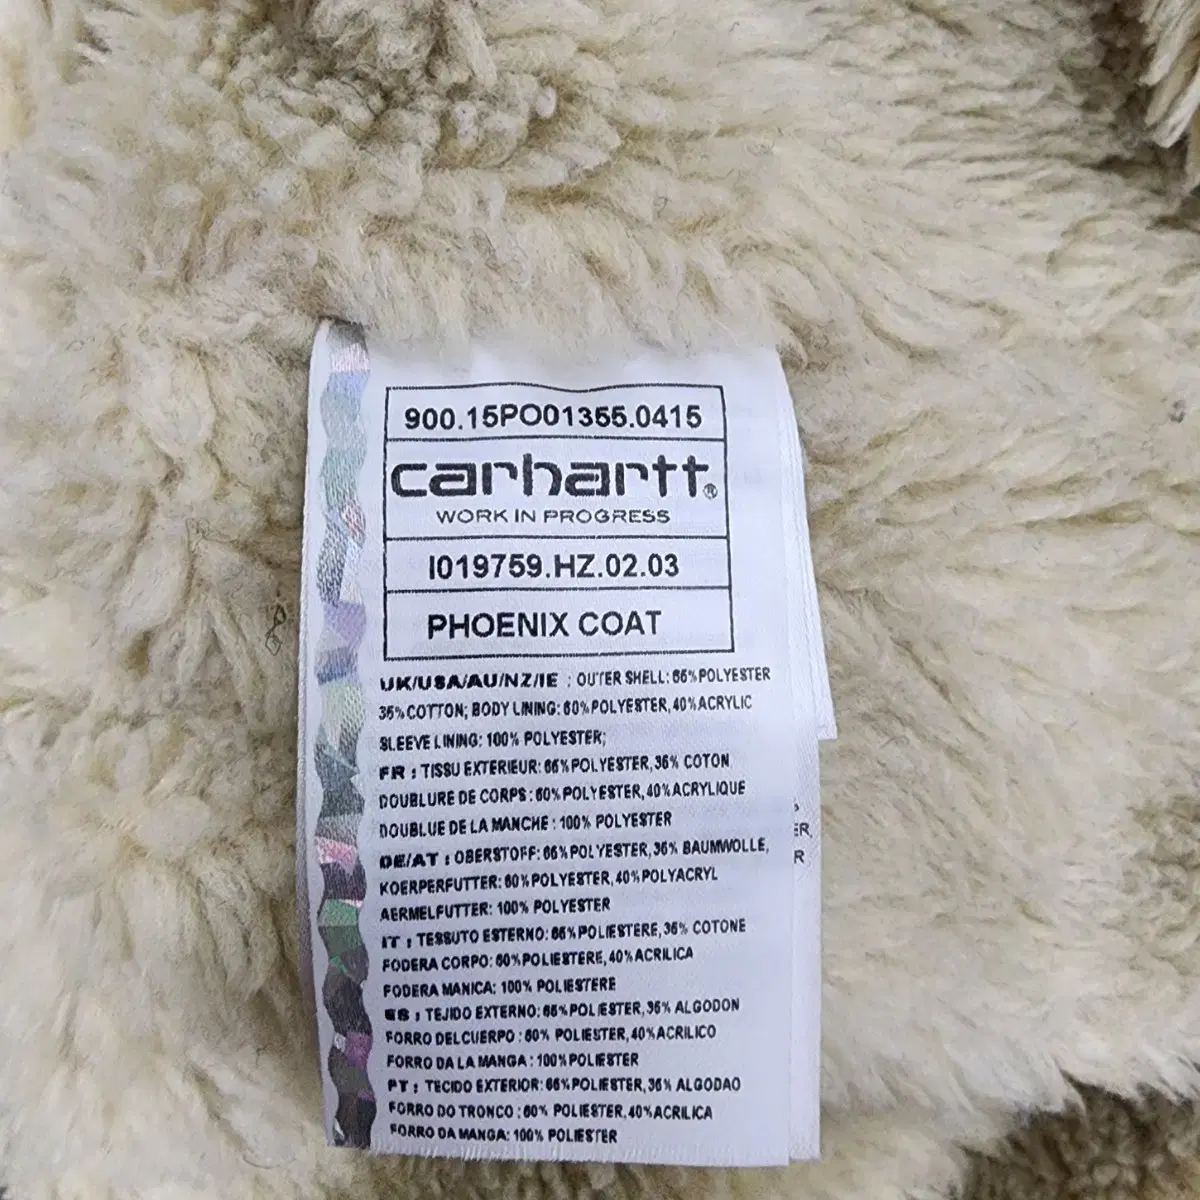 900.15PO01355.0415
carhartt®
WORK IN PROGRESS
I019759.HZ.02.03
PHOENIX COAT
UK/USA/AU/NZ/IE : OUTER SHELL: 65%POLYESTER
35%COTTON; BODY LINING: 60%POLYESTER,40%ACRYLIC
SLEEVE LINING: 100% POLYESTER;
FR : TISSU EXTERIEUR: 65%POLYESTER,35% COTON
DOUBLURE DE CORPS : 60%POLYESTER,40%ACRYLIQUE
DOUBLUE DE LA MANCHE : 100% POLYESTER
DE/AT : OBERSTOFF: 65%POLYESTER,35% BAUMWOLLE,
KOERPERFUTTER: 60%POLYESTER,40%POLYACRYL
AERMELFUTTER: 100% POLYESTER
IT : TESSUTO ESTERNO: 65%POLIESTERE,35% COTONE
FODERA CORPO: 60%POLIESTERE,40%ACRILICA
FODERA MANICA: 100% POLIESTERE
ES : TEJIDO EXTERNO: 65%POLIESTER,35% ALGODON
FORRO DELCUERPO : 60% POLIESTER,40%ACRILICO
FORRO DA LA MANGA : 100%POLIESTER
PT : TECIDO EXTERIOR: 65%POLIESTER,35% ALGODAO
FORRO DO TRONCO : 60% POLIESTER,40%ACRILICA
FORRO DA MANGA: 100% POLIESTER
ER,
R